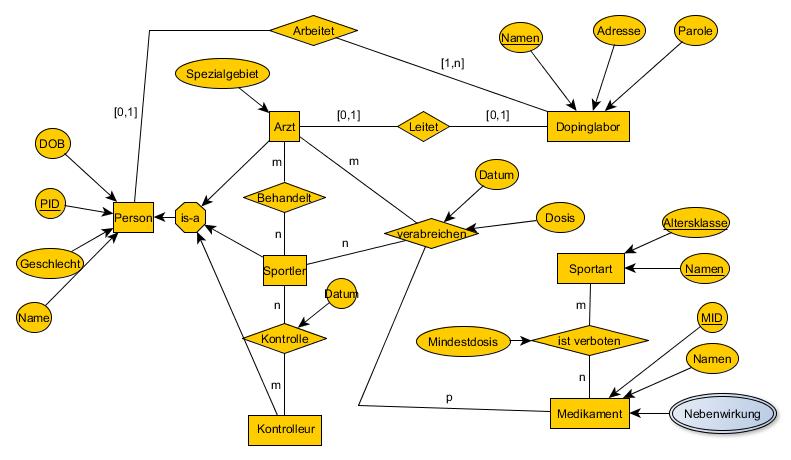 Arbeitet
Namen
Adresse
Parole
[1,n]
Spezialgebiet
[0,1]
Arzt
[0,1]
Leitet
[0,1]
Dopinglabor
DOB
m
m
Datum
PID
Person
is-a
Behandelt
Dosis
Altersklasse
n
n
verabreichen
Geschlecht
Sportler
Sportart
Namen
Name
n
Datum
m
MID
Kontrolle
Mindestdosis
ist verboten
Namen
m
n
p
Medikament
Nebenwirkung
Kontrolleur